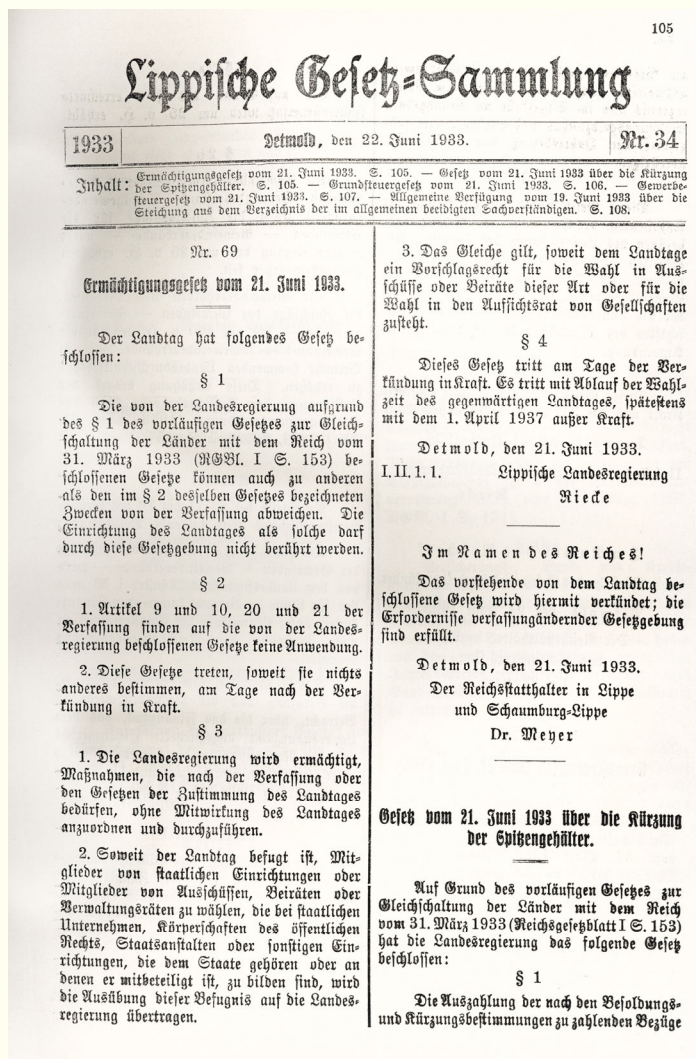 105
Lippische Gesetz-Sammlung
1933
Detmold, den 22. Juni 1933.
Nr. 34
Inhalt: Ermächtigungsgesetz vom 21. Juni 1933. S. 105. — Gesetz vom 21. Juni 1933 über die Kürzung
der Spitzengehälter. S. 105. — Grundsteuergesetz vom 21. Juni 1933. S. 106. — Gewerbe-
steuergesetz vom 21. Juni 1933. S. 107. — Allgemeine Verfügung vom 19. Juni 1933 über die
Steichung aus dem Verzeichnis der im allgemeinen beeidigten Sachverständigen. S. 108.
Nr. 69
Ermächtigungsgesetz vom 21. Juni 1933.
Der Landtag hat folgendes Gesetz be-
schlossen:
§ 1
Die von der Landesregierung aufgrund
des § 1 des vorläufigen Gesetzes zur Gleich-
schaltung der Länder mit dem Reich vom
31. März 1933 (RGBl. I S. 153) be-
schlossenen Gesetze können auch zu anderen
als den im § 2 desselben Gesetzes bezeichneten
Zwecken von der Verfassung abweichen. Die
Einrichtung des Landtages als solche darf
durch diese Gesetzgebung nicht berührt werden.
§ 2
1. Artikel 9 und 10, 20 und 21 der
Verfassung finden auf die von der Landes-
regierung beschlossenen Gesetze keine Anwendung.
2. Diese Gesetze treten, soweit sie nichts
anderes bestimmen, am Tage nach der Ver-
kündung in Kraft.
§ 3
1. Die Landesregierung wird ermächtigt,
Maßnahmen, die nach der Verfassung oder
den Gesetzen der Zustimmung des Landtages
bedürfen, ohne Mitwirkung des Landtages
anzuordnen und durchzuführen.
2. Soweit der Landtag befugt ist, Mit-
glieder von staatlichen Einrichtungen oder
Mitglieder von Ausschüssen, Beiräten oder
Verwaltungsräten zu wählen, die bei staatlichen
Unternehmen, Körperschaften des öffentlichen
Rechts, Staatsanstalten oder sonstigen Ein-
richtungen, die dem Staate gehören oder an
denen er mitbeteiligt ist, zu bilden sind, wird
die Ausübung dieser Befugnis auf die Landes-
regierung übertragen.
3. Das Gleiche gilt, soweit dem Landtage
ein Vorschlagsrecht für die Wahl in Aus-
schüsse oder Beiräte dieser Art oder für die
Wahl in den Aufsichtsrat von Gesellschaften
zusteht.
§ 4
Dieses Gesetz tritt am Tage der Ver-
kündung in Kraft. Es tritt mit Ablauf der Wahl-
zeit des gegenwärtigen Landtages, spätestens
mit dem 1. April 1937 außer Kraft.
Detmold, den 21. Juni 1933.
I. II. 1. 1. Lippische Landesregierung
Riecke
Im Namen des Reiches!
Das vorstehende von dem Landtag be-
schlossene Gesetz wird hiermit verkündet; die
Erfordernisse verfassungändernder Gesetzgebung
sind erfüllt.
Detmold, den 21. Juni 1933.
Der Reichsstatthalter in Lippe
und Schaumburg-Lippe
Dr. Meyer
Gesetz vom 21. Juni 1933 über die Kürzung
der Spitzengehälter.
Auf Grund des vorläufigen Gesetzes zur
Gleichschaltung der Länder mit dem Reich
vom 31. März 1933 (Reichsgesetzblatt I S. 153)
hat die Landesregierung das folgende Gesetz
beschlossen:
§ 1
Die Auszahlung der nach den Besoldungs-
und Kürzungsbestimmungen zu zahlenden Bezüge